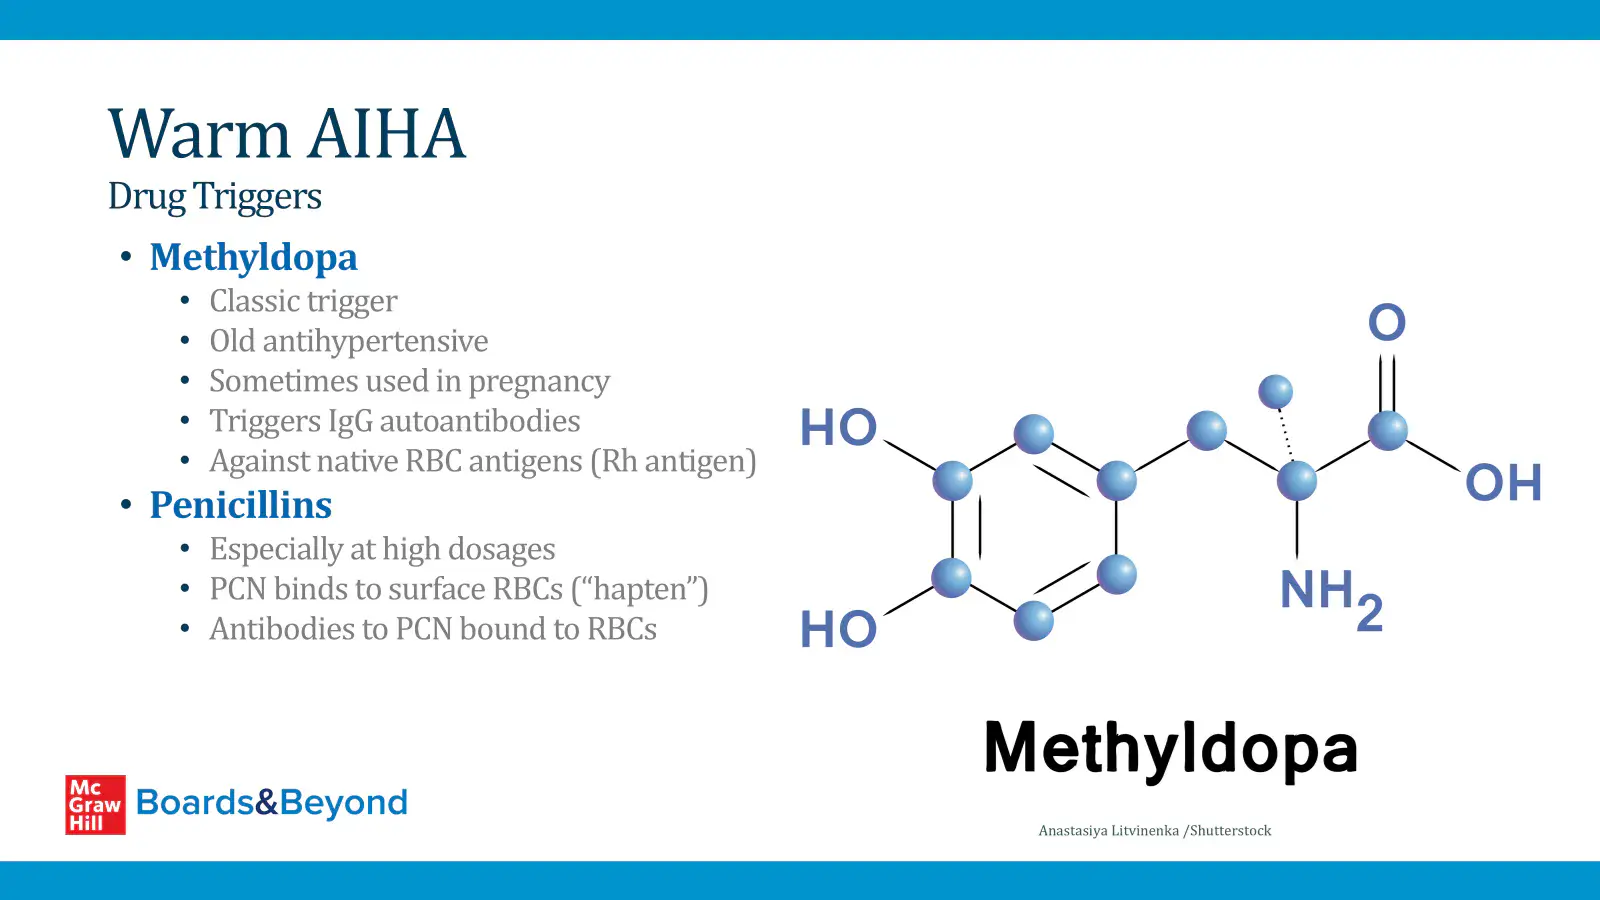 Warm AIHA
Drug Triggers
• Methyldopa
• Classic trigger
• Old antihypertensive
• Sometimes used in pregnancy
• Triggers IgG autoantibodies
• Against native RBC antigens (Rh antigen)
• Penicillins
• Especially at high dosages
• PCN binds to surface RBCs (“hapten”)
• Antibodies to PCN bound to RBCs
O
HO
OH
NH2
HO
Methyldopa
Mc
Graw
Hill
Boards&Beyond
Anastasiya Litvinenka /Shutterstock